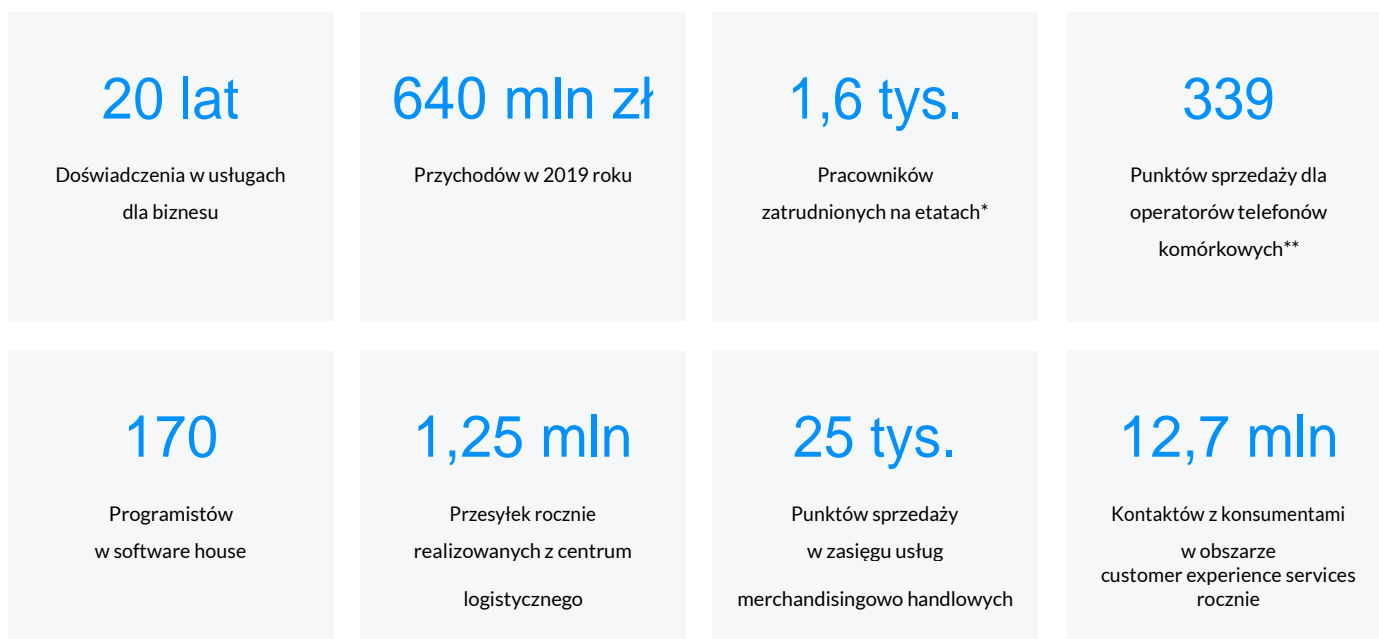 20 lat
Doświadczenia w usługach
dla biznesu
640 mln zł
Przychodów w 2019 roku
1,6 tys.
Pracowników
zatrudnionych na etatach*
339
Punktów sprzedaży dla
operatorów telefonów
komórkowych**
170
Programistów
w software house
1,25 mln
Przesyłek rocznie
realizowanych z centrum
logistycznego
25 tys.
Punktów sprzedaży
w zasięgu usług
merchandisingowo handlowych
12,7 mln
Kontaktów z konsumentami
w obszarze
customer experience services
rocznie